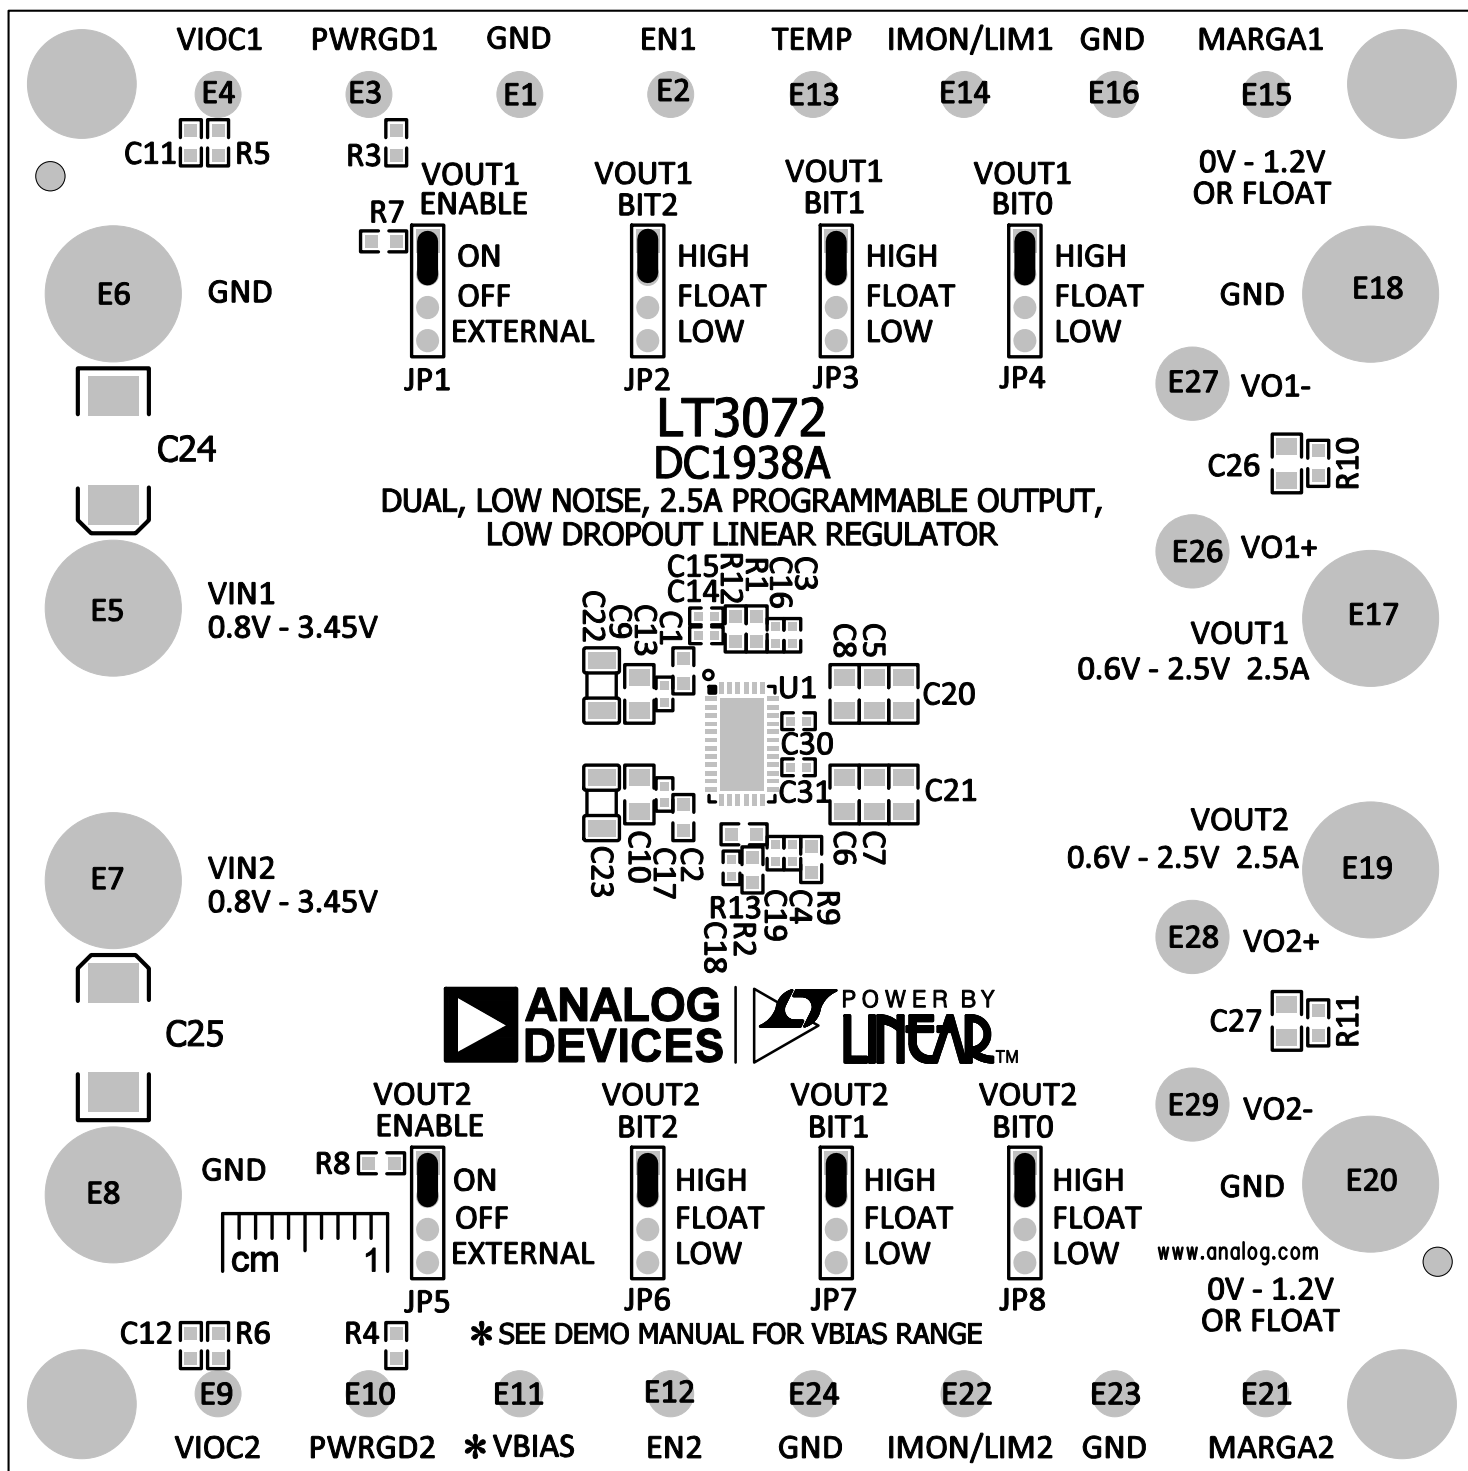 VIOC1 PWRGD1 GND EN1 TEMP IMON/LIM1 GND MARGA1
E4 E3 E1 E2 E13 E14 E16 E15
C11 R5 R3
0V - 1.2V
OR FLOAT
VOUT1
ENABLE
VOUT1
BIT2
VOUT1
BIT1
VOUT1
BIT0
R7
ON
OFF
EXTERNAL
JP1
HIGH
FLOAT
LOW
JP2
HIGH
FLOAT
LOW
JP3
HIGH
FLOAT
LOW
JP4
E6 GND
GND E18
E27 VO1-
C24
LT3072
DC1938A
DUAL, LOW NOISE, 2.5A PROGRAMMABLE OUTPUT,
LOW DROPOUT LINEAR REGULATOR
C26 R10
E26 VO1+
E5
VIN1
0.8V - 3.45V
E17
VOUT1
0.6V - 2.5V 2.5A
C15
C14
R12
R1
C16
C3
C22
C9
C13
C1
C8
C5
U1
C20
C30
C31
C21
C23
C10
C17
C2
C6
C7
R13
C18
R2
C19
C4
R9
E7
VIN2
0.8V - 3.45V
VOUT2
0.6V - 2.5V 2.5A
E19
E28 VO2+
C25
ANALOG
DEVICES
POWER BY
LINEAR TM
C27 R11
E29 VO2-
VOUT2
ENABLE
VOUT2
BIT2
VOUT2
BIT1
VOUT2
BIT0
R8
ON
OFF
EXTERNAL
JP5
HIGH
FLOAT
LOW
JP6
HIGH
FLOAT
LOW
JP7
HIGH
FLOAT
LOW
JP8
E8 GND
GND E20
cm 1
www.analog.com
0V - 1.2V
OR FLOAT
C12 R6 R4
* SEE DEMO MANUAL FOR VBIAS RANGE
E9 E10 E11 E12 E24 E22 E23 E21
VIOC2 PWRGD2 * VBIAS EN2 GND IMON/LIM2 GND MARGA2